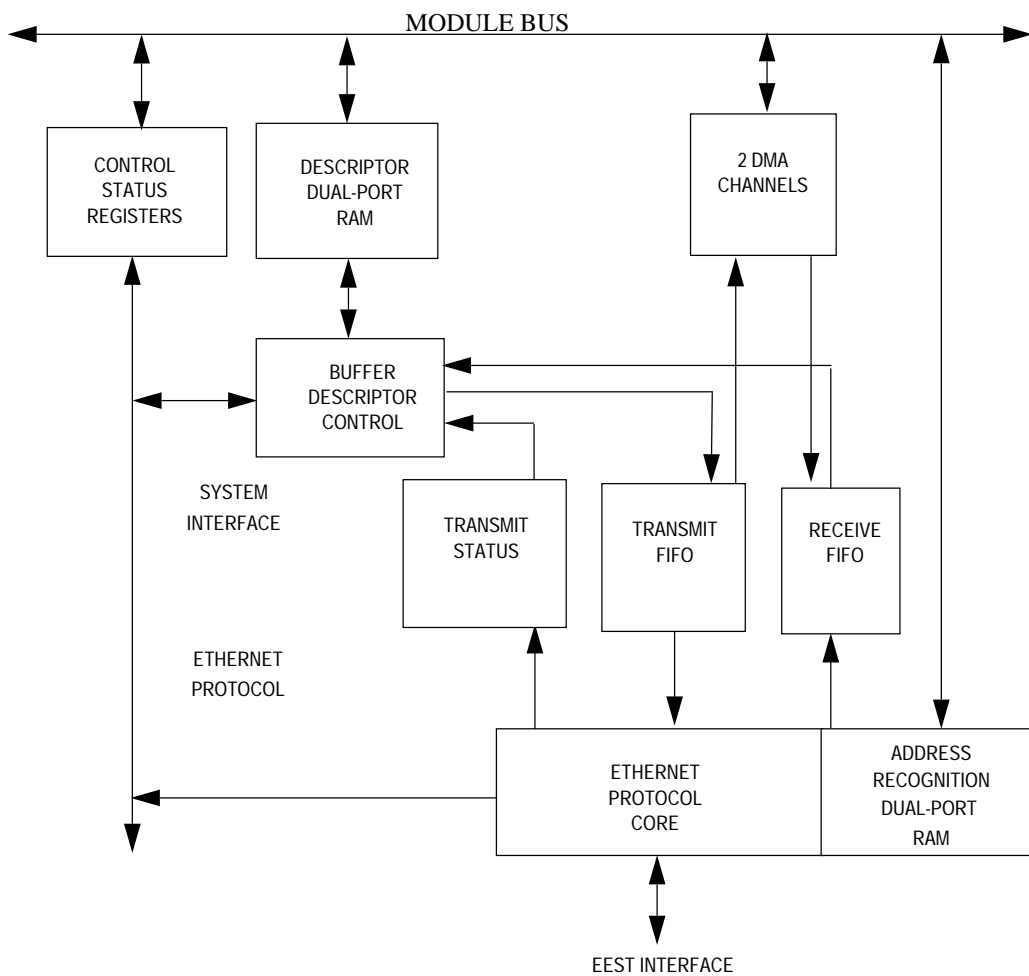 MODULE BUS
CONTROL
STATUS
REGISTERS
DESCRIPTOR
DUAL-PORT
RAM
2 DMA
CHANNELS
BUFFER
DESCRIPTOR
CONTROL
SYSTEM
INTERFACE
TRANSMIT
STATUS
TRANSMIT
FIFO
RECEIVE
FIFO
ETHERNET
PROTOCOL
ETHERNET
PROTOCOL
CORE
ADDRESS
RECOGNITION
DUAL-PORT
RAM
EEST INTERFACE